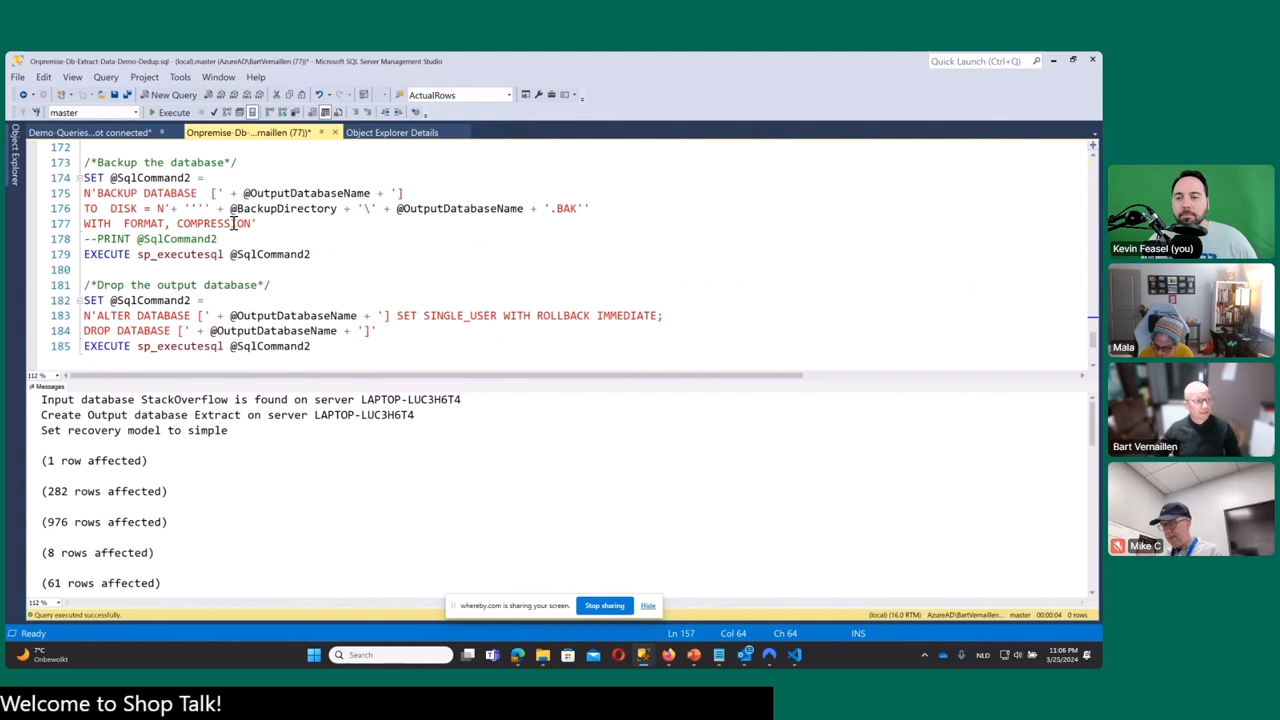 Onpremise-Db-Extract-Data-Demo-Dedup.sql - (local).master (AzureAD\BartVernaillen (77))* - Microsoft SQL Server Management Studio
Quick Launch (Ctrl+Q)
File Edit View Query Project Tools Window Help
New Query
ActualRows
master
Execute
Demo-Queries...ot connected)*
Onpremise-Db-...rnaillen (77))*
Object Explorer Details
Object Explorer
172
173 /*Backup the database*/
174 SET @SqlCommand2 =
175 N'BACKUP DATABASE [' + @OutputDatabaseName + ']
176 TO DISK = N'+ '''' + @BackupDirectory + '\' + @OutputDatabaseName + '.BAK''
177 WITH FORMAT, COMPRESSION'
178 --PRINT @SqlCommand2
179 EXECUTE sp_executesql @SqlCommand2
180
181 /*Drop the output database*/
182 SET @SqlCommand2 =
183 N'ALTER DATABASE [' + @OutputDatabaseName + '] SET SINGLE_USER WITH ROLLBACK IMMEDIATE;
184 DROP DATABASE [' + @OutputDatabaseName + ']'
185 EXECUTE sp_executesql @SqlCommand2
112 %
Messages
Input database StackOverflow is found on server LAPTOP-LUC3H6T4
Create Output database Extract on server LAPTOP-LUC3H6T4
Set recovery model to simple
(1 row affected)
(282 rows affected)
(976 rows affected)
(8 rows affected)
(61 rows affected)
112 %
whereby.com is sharing your screen. Stop sharing Hide
Query executed successfully.
(local) (16.0 RTM) AzureAD\BartVernaillen... master 00:00:04 0 rows
Ready
Ln 157 Col 64 Ch 64 INS
7°C
Onbewolkt
Search
NLD
11:06 PM
3/25/2024
Kevin Feasel (you)
Mala
Bart Vernaillen
Mike C
Welcome to Shop Talk!